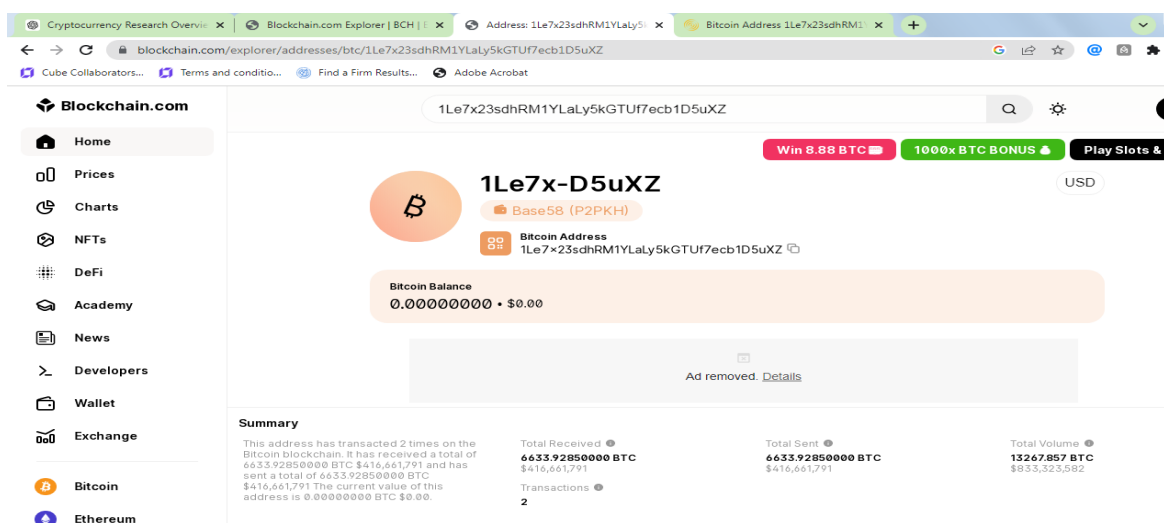 Cryptocurrency Research Overvie
Blockchain.com Explorer | BCH |
Address: 1Le7x23sdhRM1YLaLy5
Bitcoin Address 1Le7x23sdhRM1
blockchain.com/explorer/addresses/btc/1Le7x23sdhRM1YLaLy5kGTUf7ecb1D5uXZ
Cube Collaborators...
Terms and conditio...
Find a Firm Results...
Adobe Acrobat
Blockchain.com
1Le7x23sdhRM1YLaLy5kGTUf7ecb1D5uXZ
Home
Prices
Charts
NFTs
DeFi
Academy
News
Developers
Wallet
Exchange
Bitcoin
Ethereum
Win 8.88 BTC
1000x BTC BONUS
Play Slots &
1Le7x-D5uXZ
USD
Base58 (P2PKH)
Bitcoin Address
1Le7×23sdhRM1YLaLy5kGTUf7ecb1D5uXZ
Bitcoin Balance
0.00000000 • $0.00
Ad removed. Details
Summary
This address has transacted 2 times on the
Bitcoin blockchain. It has received a total of
6633.92850000 BTC $416,661,791 and has
sent a total of 6633.92850000 BTC
$416,661,791 The current value of this
address is 0.00000000 BTC $0.00.
Total Received
6633.92850000 BTC
$416,661,791
Total Sent
6633.92850000 BTC
$416,661,791
Total Volume
13267.857 BTC
$833,323,582
Transactions
2